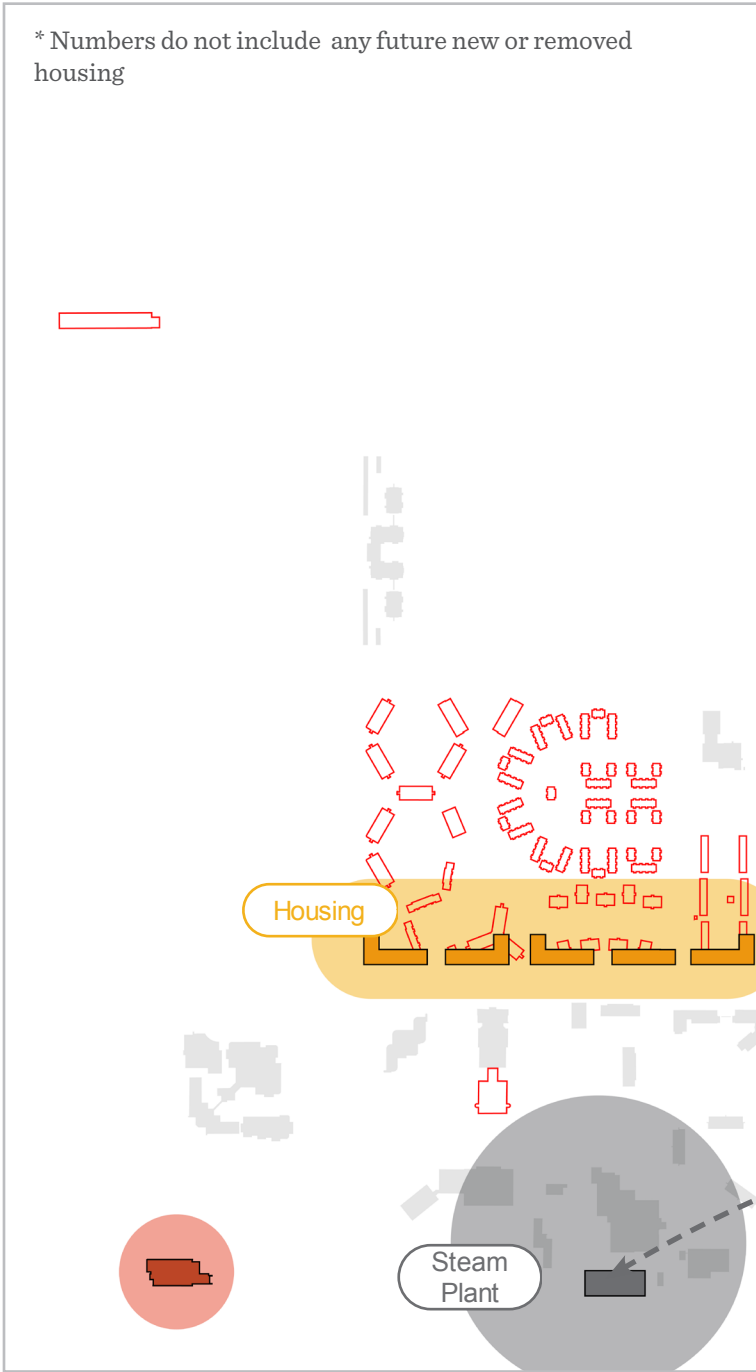 * Numbers do not include any future new or removed
housing
Housing
Steam
Plant